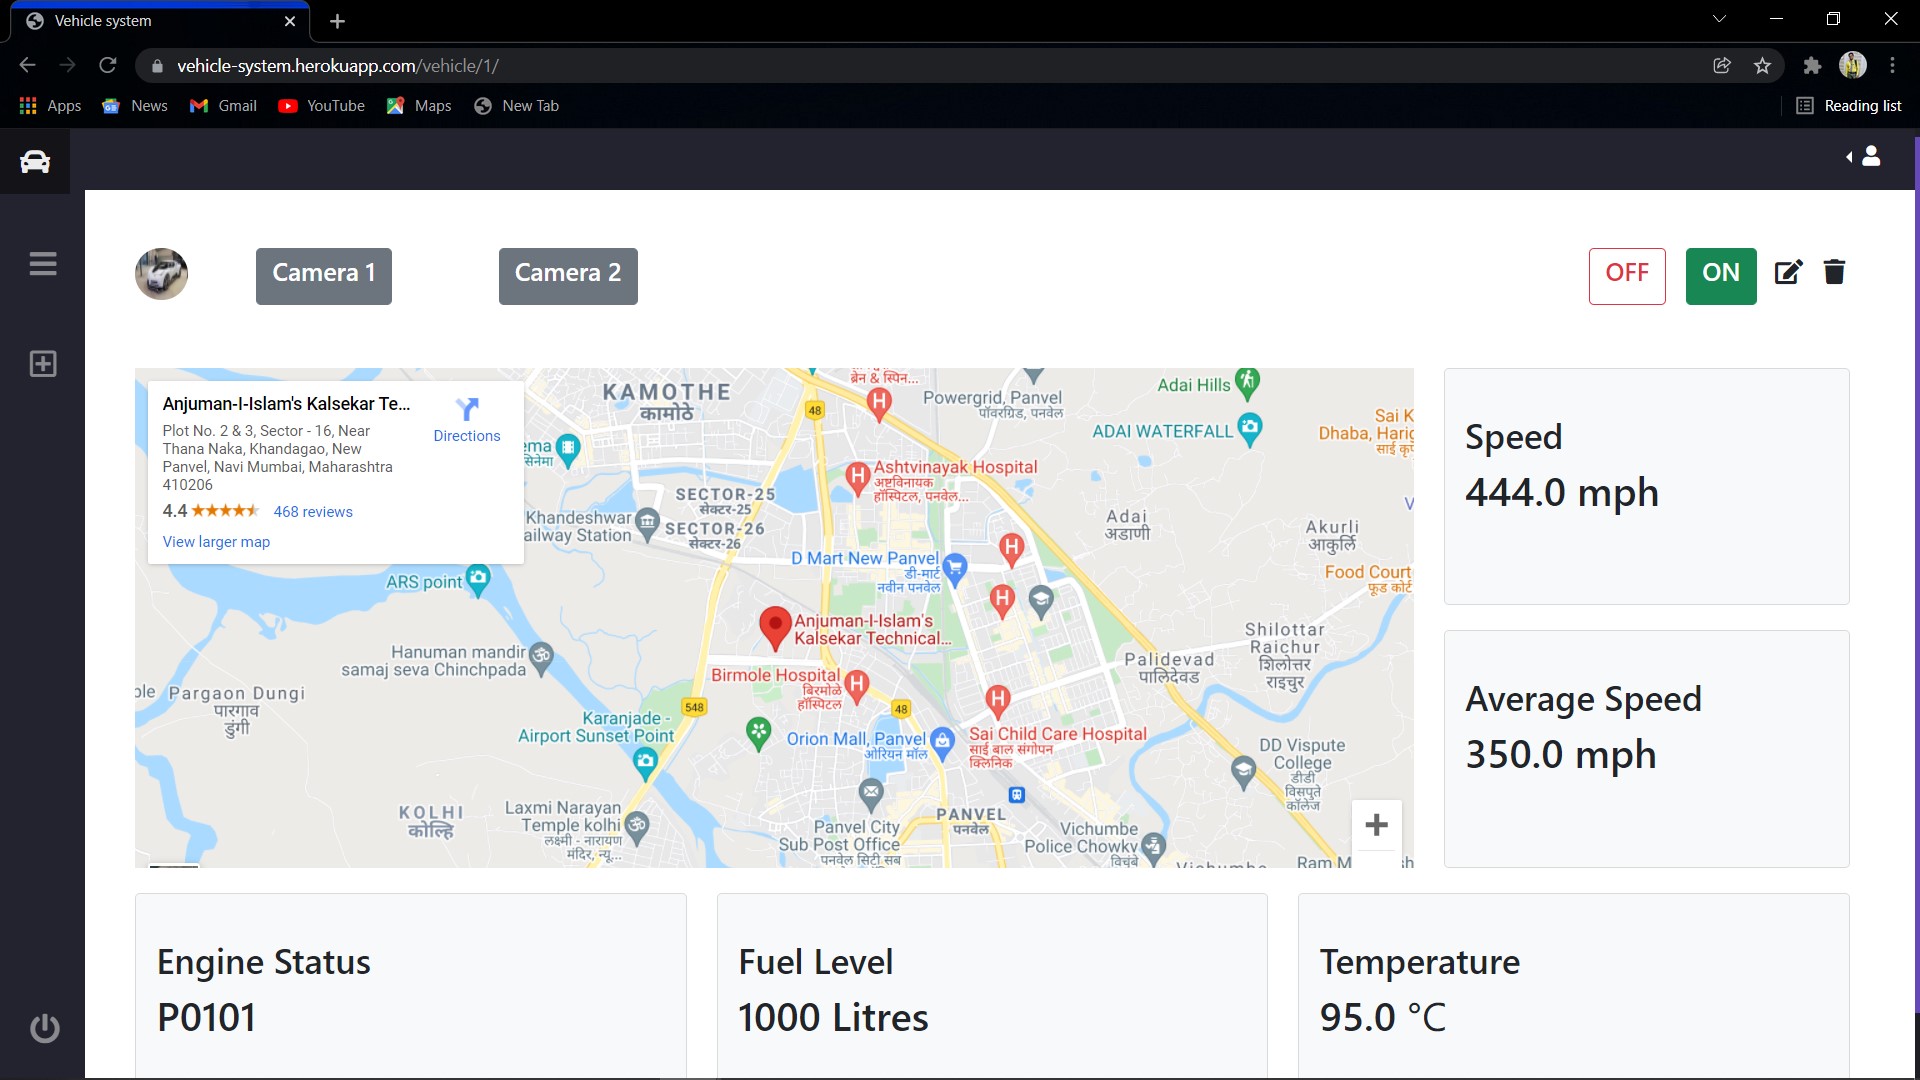 Vehicle system
vehicle-system.herokuapp.com/vehicle/1/
Apps
News
Gmail
YouTube
Maps
New Tab
Reading list
Camera 1
Camera 2
OFF
ON
Anjuman-I-Islam's Kalsekar Te...
Directions
Plot No. 2 & 3, Sector - 16, Near
Thana Naka, Khandagao, New
Panvel, Navi Mumbai, Maharashtra
410206
4.4
468 reviews
View larger map
KAMOTHE
कामोठे
48
ब्रेन & स्पिन...
Powergrid, Panvel
पॉवरग्रिड, पनवेल
Adai Hills
ADAI WATERFALL
Sai K
Dhaba, Harig
साई कृ
ema
सिनेमा
Ashtvinayak Hospital
अष्टविनायक
हॉस्पिटल, पनवेल...
SECTOR-25
सेक्टर-25
Khandeshwar
ailway Station
SECTOR-26
सेक्टर-26
Adai
अडाणी
Akurli
आकुर्लि
D Mart New Panvel
डी-मार्ट
नवीन पनवेल
Food Court
फूड कोर्ट
ARS point
H
H
H
H
H
H
Anjuman-I-Islam's
Kalsekar Technical...
Hanuman mandir
samaj seva Chinchpada
Shilottar
Raichur
शिलोत्तर
राइचुर
Palidevad
पालिदेवड
Birmole Hospital
बिरमोळे
हॉस्पिटल
ple
Pargaon Dungi
पारगाव
डुंगी
548
48
Karanjade -
Airport Sunset Point
Orion Mall, Panvel
ओरियन मॉल
Sai Child Care Hospital
साई बाल संगोपन
क्लिनिक
DD Vispute
College
डीडी
विसपुते
कॉलेज
KOLHI
कोल्हि
Laxmi Narayan
Temple kolhi
लक्ष्मी - नारायण
मंदिर, न्यू...
Panvel City
Sub Post Office
पनवेल सिटी सब
PANVEL
पनवेल
Vichumbe
Police Chowky
विचुंबे
Vichumbe
Ram M
sh
Speed
444.0 mph
Average Speed
350.0 mph
Engine Status
P0101
Fuel Level
1000 Litres
Temperature
95.0 °C